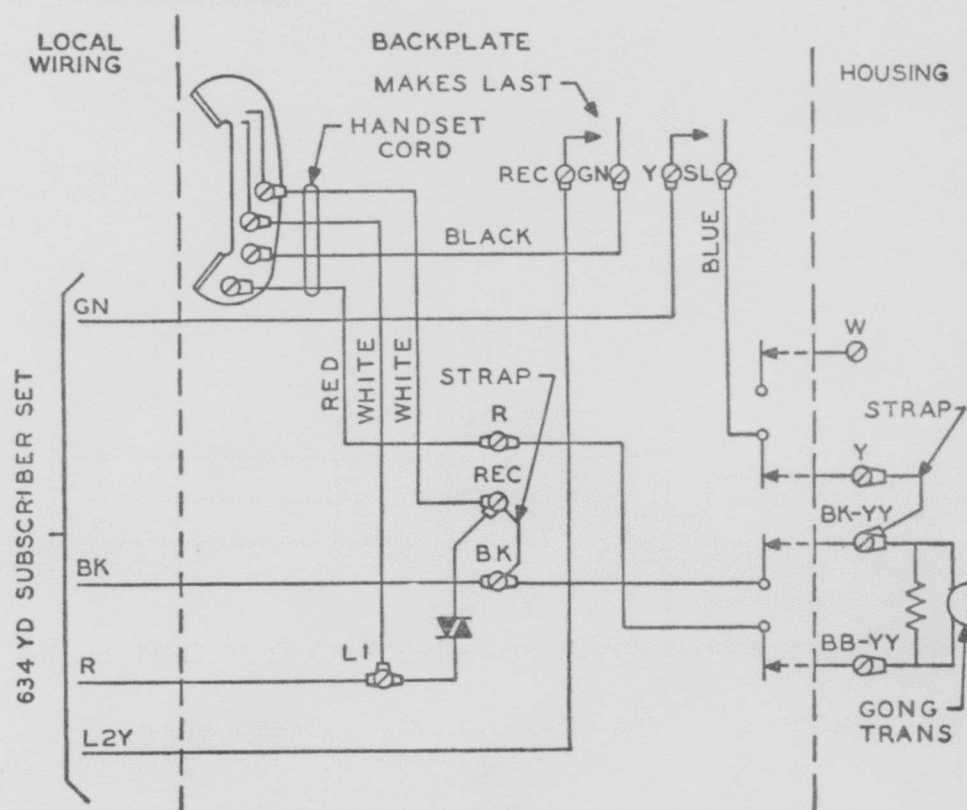 LOCAL
WIRING
BACKPLATE
MAKES LAST
HOUSING
HANDSET
CORD
REC
GN
Y
SL
BLACK
BLUE
GN
W
RED
WHITE
WHITE
STRAP
STRAP
R
Y
REC
BK-YY
634 YD SUBSCRIBER SET
BK
BK
L1
BB-YY
R
GONG
TRANS
L2Y